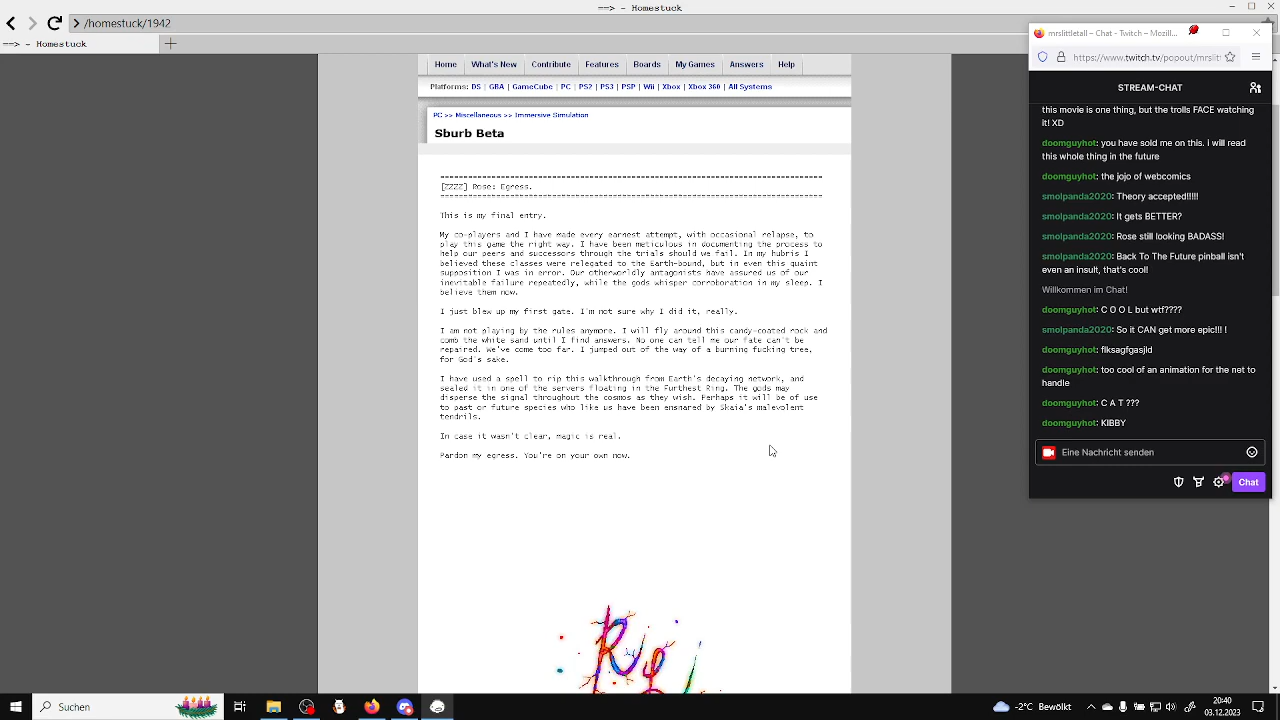 ==> - Homestuck
> /homestuck/1942
==> - Homestuck
Home What's New Contribute Features Boards My Games Answers Help
Platforms: DS | GBA | GameCube | PC | PS2 | PS3 | PSP | Wii | Xbox | Xbox 360 | All Systems
PC >> Miscellaneous >> Immersive Simulation
Sburb Beta
[ZZZZ] Rose: Egress.
This is my final entry.
My co-players and I have made every earnest attempt, with occasional relapse, to
play this game the right way. I have been meticulous in documenting the process to
help our peers and successors through the trials should we fail. In my hubris I
believed these classes were relegated to the Earth-bound, but in even this quaint
supposition I was in error. Our otherworldly antagonists have assured us of our
inevitable failure repeatedly, while the gods whisper corroboration in my sleep. I
believe them now.
I just blew up my first gate. I'm not sure why I did it, really.
I am not playing by the rules anymore. I will fly around this candy-coated rock and
comb the white sand until I find answers. No one can tell me our fate can't be
repaired. We've come too far. I jumped out of the way of a burning fucking tree,
for God's sake.
I have used a spell to rip this walkthrough from Earth's decaying network, and
sealed it in one of the servers floating in the Furthest Ring. The gods may
disperse the signal throughout the cosmos as they wish. Perhaps it will be of use
to past or future species who like us have been ensnared by Skaia's malevolent
tendrils.
In case it wasn't clear, magic is real.
Pardon my egress. You're on your own now.
mrslittletall – Chat - Twitch – Mozill...
https://www.twitch.tv/popout/mrslit
STREAM-CHAT
this movie is one thing, but the trolls FACE watching
it! XD
doomguyhot: you have sold me on this. I will read
this whole thing in the future
doomguyhot: the jojo of webcomics
smolpanda2020: Theory accepted!!!!!
smolpanda2020: It gets BETTER?
smolpanda2020: Rose still looking BADASS!
smolpanda2020: Back To The Future pinball isn't
even an insult, that's cool!
Willkommen im Chat!
doomguyhot: C O O L but wtf????
smolpanda2020: So it CAN get more epic!!! !
doomguyhot: flksagfgasjld
doomguyhot: too cool of an animation for the net to
handle
doomguyhot: C A T ???
doomguyhot: KIBBY
Eine Nachricht senden
Chat
Suchen
-2°C Bewölkt
20:40
03.12.2023